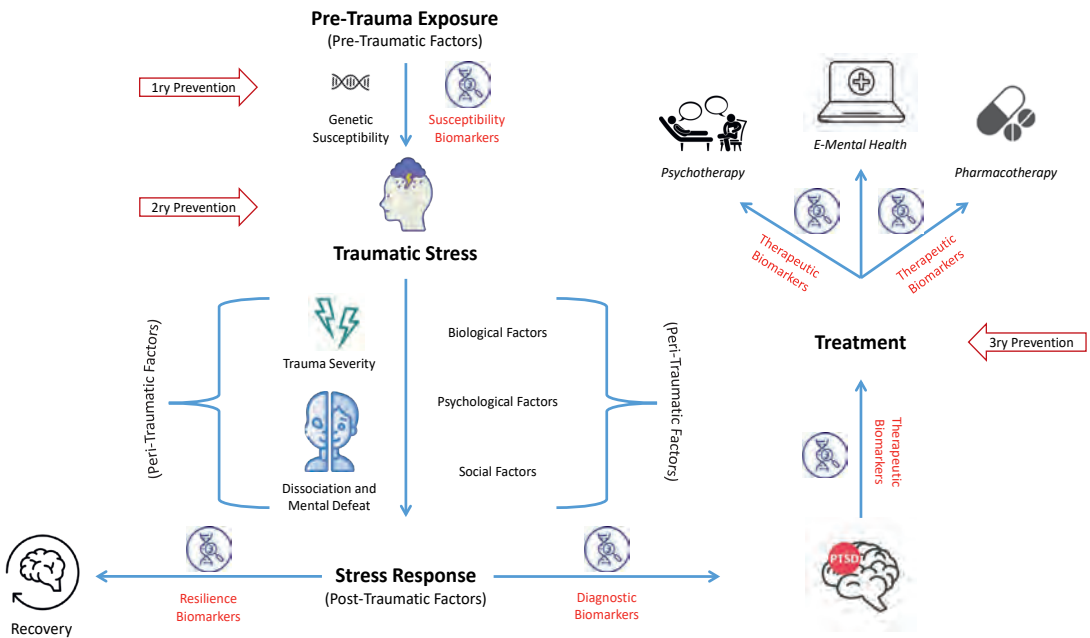 Pre-Trauma Exposure
(Pre-Traumatic Factors)
1ry Prevention
Genetic
Susceptibility
Susceptibility
Biomarkers
2ry Prevention
Traumatic Stress
(Peri-Traumatic Factors)
Trauma Severity
Dissociation and
Mental Defeat
Biological Factors
Psychological Factors
Social Factors
(Peri-Traumatic Factors)
Stress Response
(Post-Traumatic Factors)
Resilience
Biomarkers
Recovery
Diagnostic
Biomarkers
PTSD
Therapeutic
Biomarkers
Treatment
3ry Prevention
Therapeutic
Biomarkers
Therapeutic
Biomarkers
Psychotherapy
E-Mental Health
Pharmacotherapy